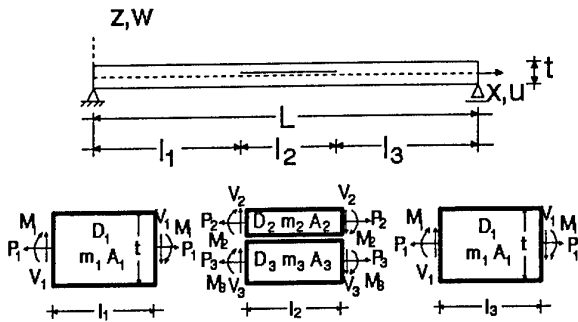 z,w
t
x,u
L
l₁ l₂ l₃
V₂ V₂
M₁ V₁ M₁ P₂ D₂ m₂ A₂ P₂ M₁ V₁ M₁
P₁ D₁ t P₁ M₂ M₂ P₁ D₁ t P₁
m₁ A₁ P₃ D₃ m₃ A₃ P₃ m₁ A₁
V₁ M₃ V₃ V₃ M₃ V₁
l₁ l₂ l₃